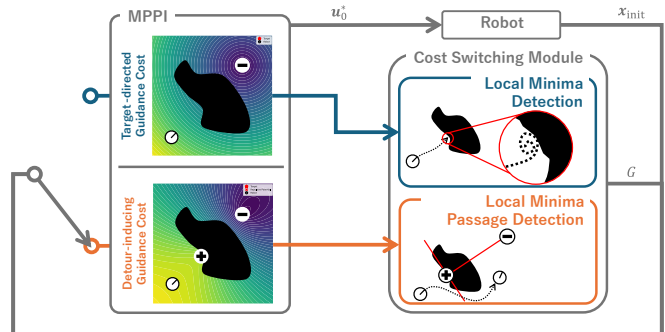 MPPI
u₀*
Robot
x_init
Cost Switching Module
Target-directed
Guidance Cost
Local Minima
Detection
G
Detour-inducing
Guidance Cost
Local Minima
Passage Detection